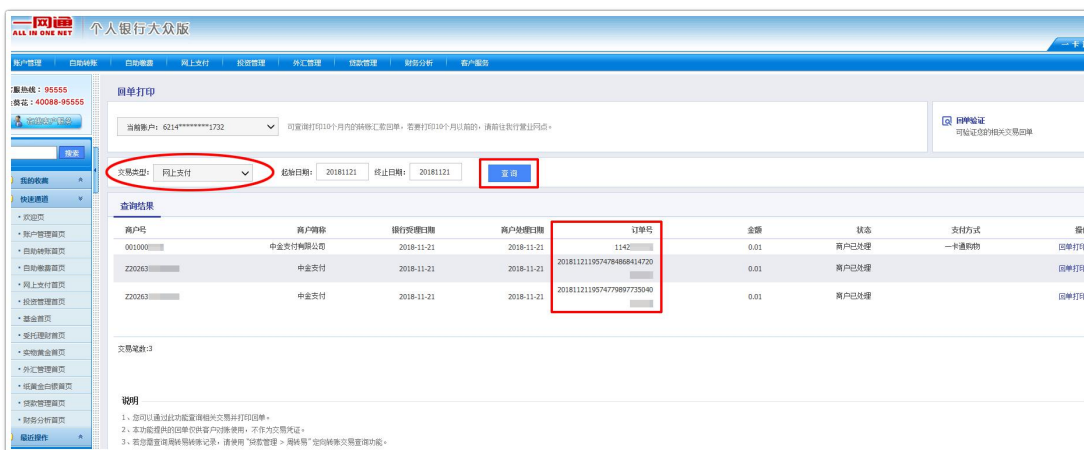 一网通
ALL IN ONE NET
个人银行大众版
账户管理 自助转账 自助缴费 网上支付 投资管理 外汇管理 贷款管理 财务分析 客户服务
服热线：95555
葵花：40088-95555
搜索
我的收藏
快速通道
• 欢迎页
• 账户管理首页
• 自助转账首页
• 自助缴费首页
• 网上支付首页
• 投资管理首页
• 基金首页
• 受托理财首页
• 实物黄金首页
• 外汇管理首页
• 纸黄金白银首页
• 贷款管理首页
• 财务分析首页
最近操作
回单打印
当前账户： 6214********1732
可查询打印10个月内的转账汇款回单，若要打印10个月以前的，请前往我行营业网点。
回单验证
可验证您的相关交易回单
交易类型： 网上支付 起始日期： 20181121 终止日期： 20181121 查 询
查询结果
商户号 商户简称 银行受理日期 商户处理日期 订单号 金额 状态 支付方式
001000 中金支付有限公司 2018-11-21 2018-11-21 1142 0.01 商户已处理 一卡通购物 回单打印
Z20263 中金支付 2018-11-21 2018-11-21 2018112119574784868414720 0.01 商户已处理 回单打印
Z20263 中金支付 2018-11-21 2018-11-21 2018112119574779897735040 0.01 商户已处理 回单打印
交易笔数:3
说明
1、您可以通过此功能查询相关交易并打印回单。
2、本功能提供的回单仅供客户对账使用，不作为交易凭证。
3、若您需查询周转易转账记录，请使用 "贷款管理 > 周转易" 定向转账交易查询功能。